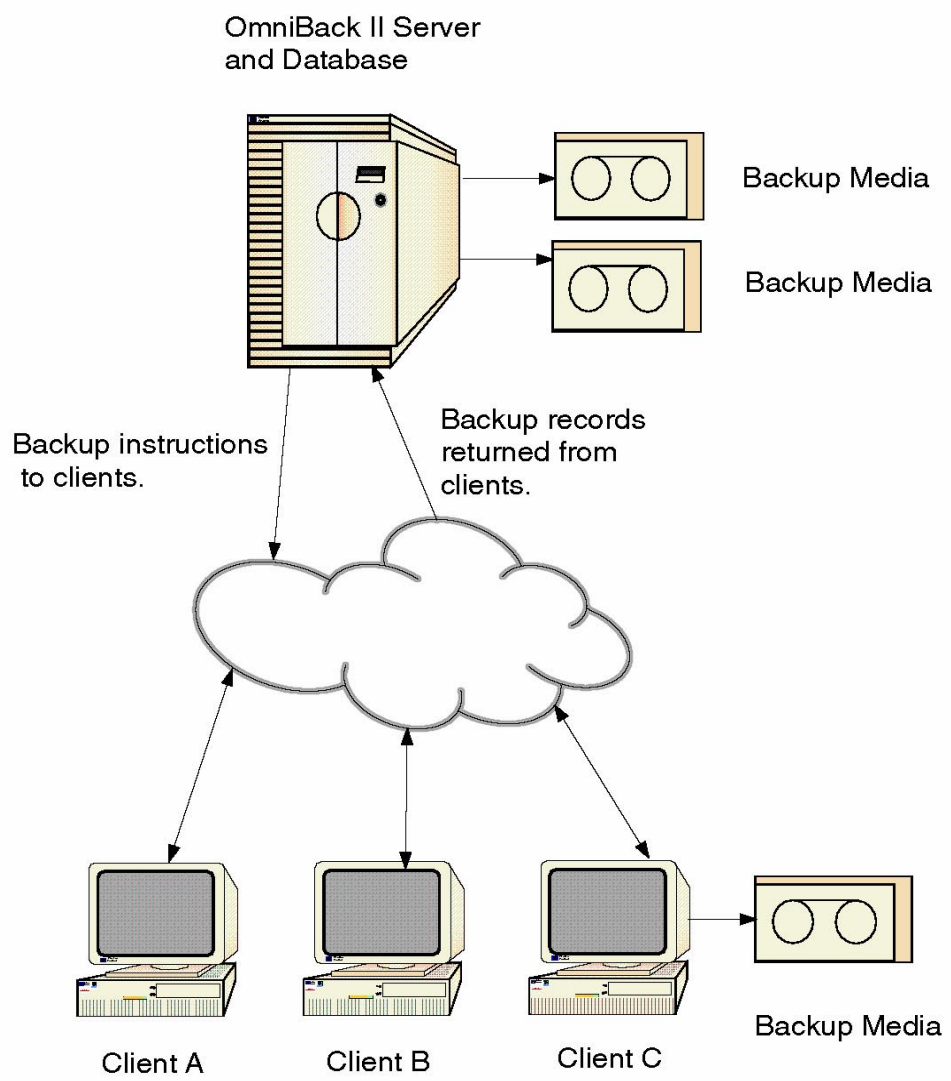 OmniBack II Server
and Database
Backup Media
Backup Media
Backup instructions
to clients.
Backup records
returned from
clients.
Backup Media
Client A
Client B
Client C